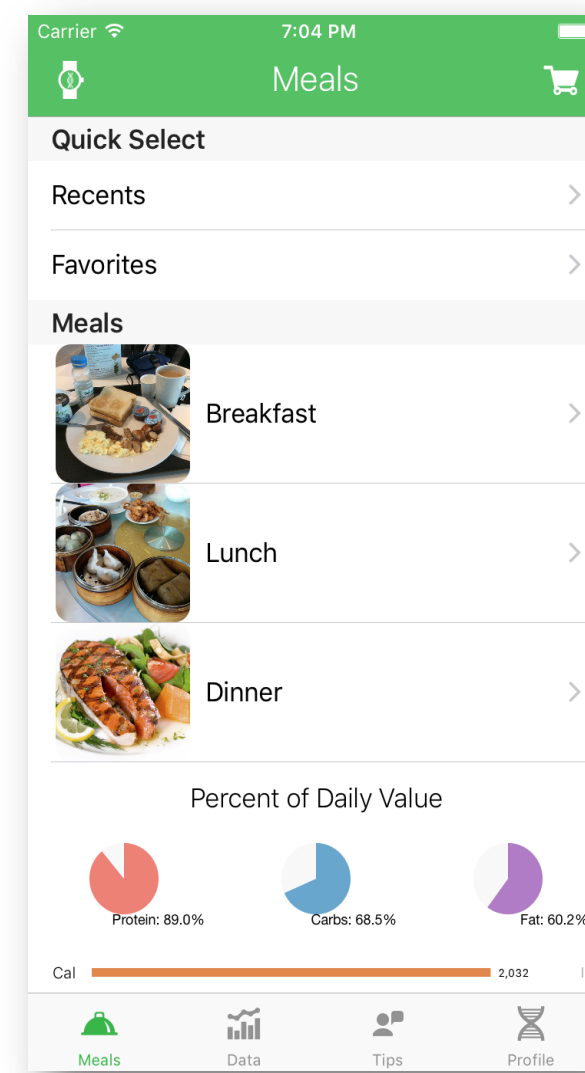 Carrier 7:04 PM
Meals
Quick Select
Recents
Favorites
Meals
Breakfast
Lunch
Dinner
Percent of Daily Value
Protein: 89.0% Carbs: 68.5% Fat: 60.2%
Cal 2,032
Meals Data Tips Profile